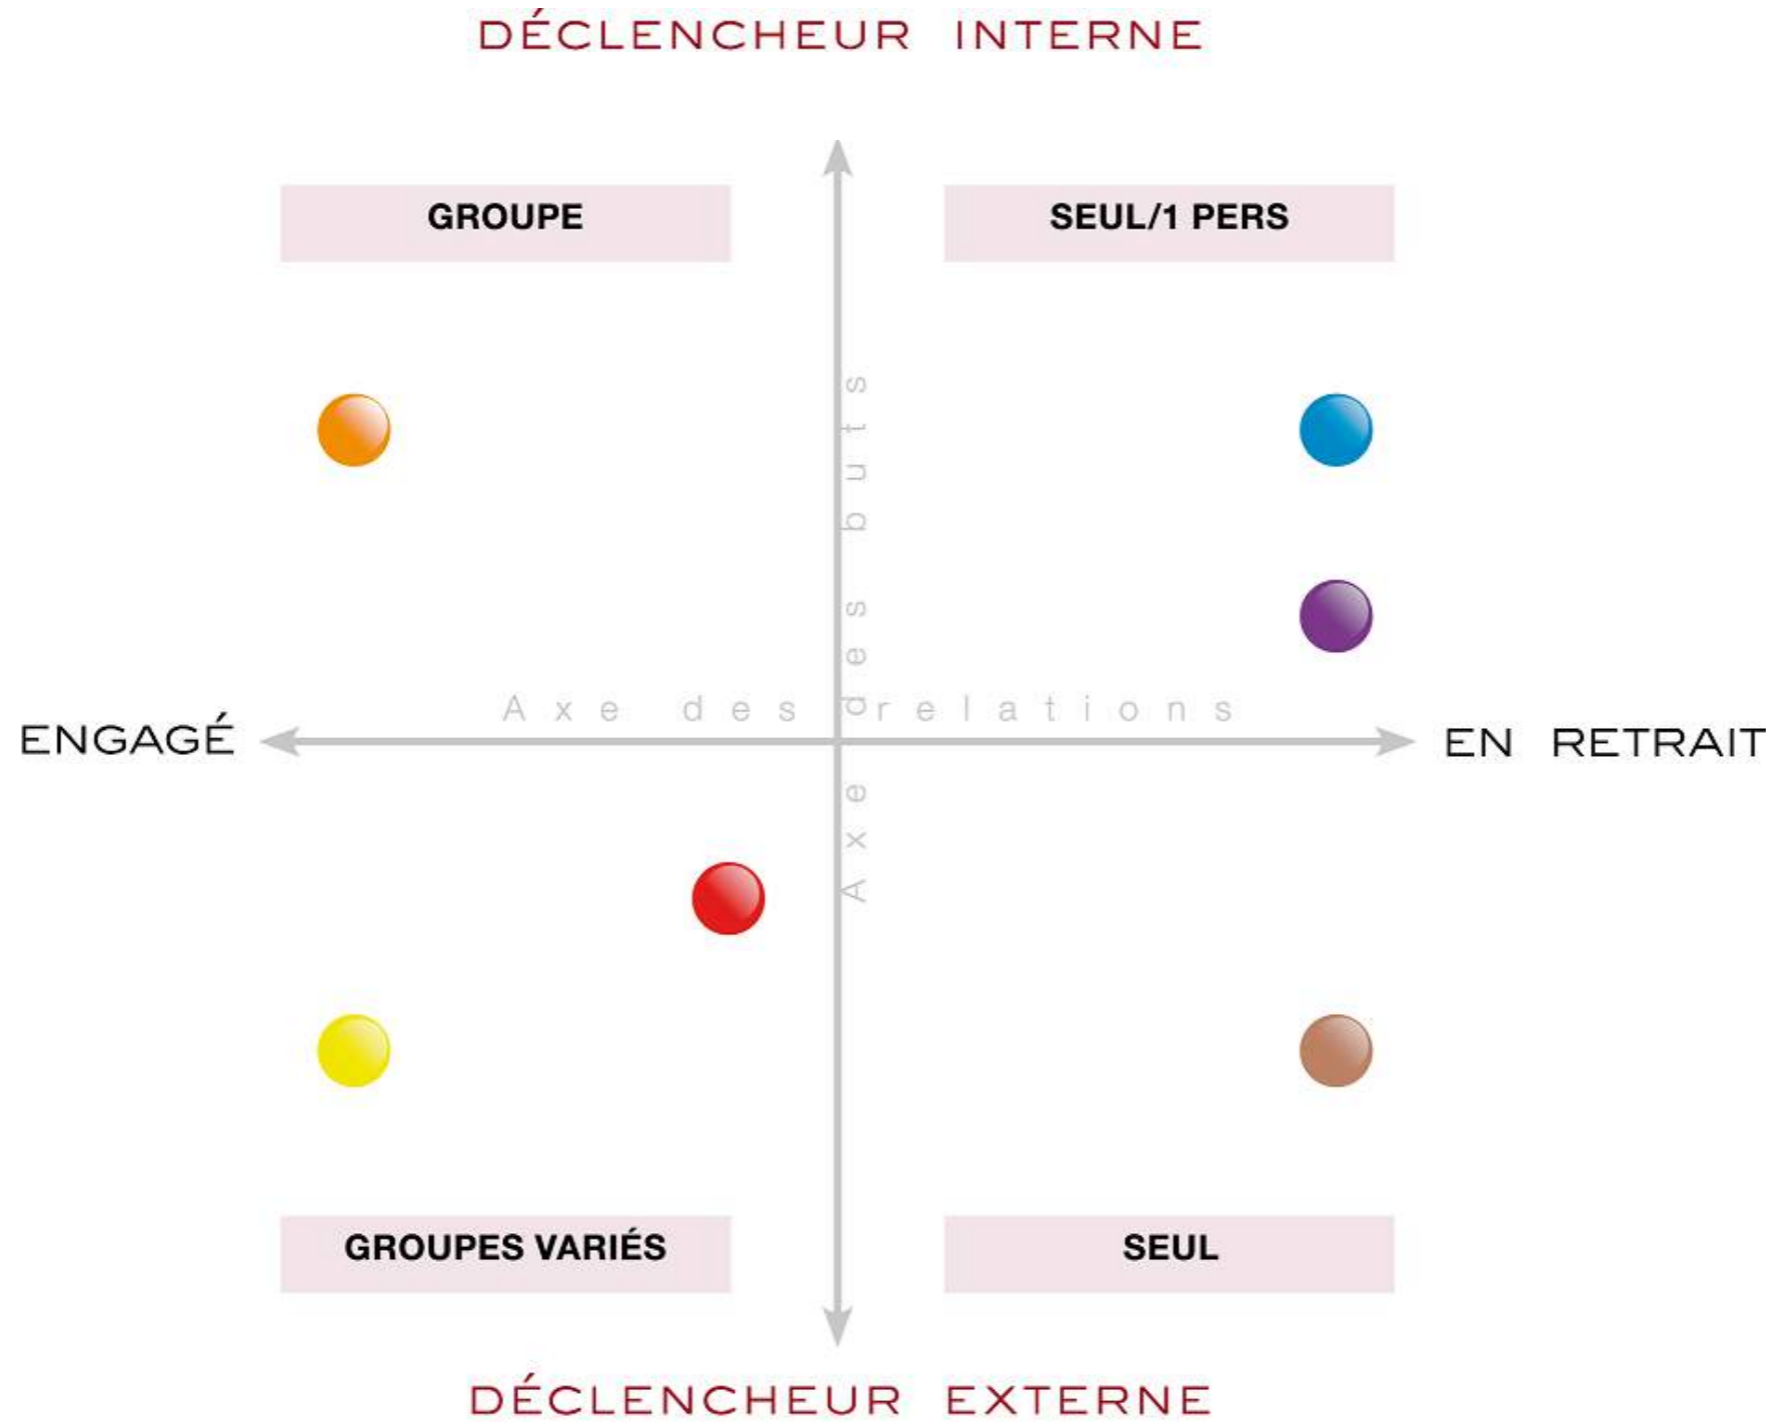 DÉCLENCHEUR INTERNE
GROUPE
SEUL/1 PERS
Axe des buts
Axe des relations
ENGAGÉ
EN RETRAIT
GROUPES VARIÉS
SEUL
DÉCLENCHEUR EXTERNE